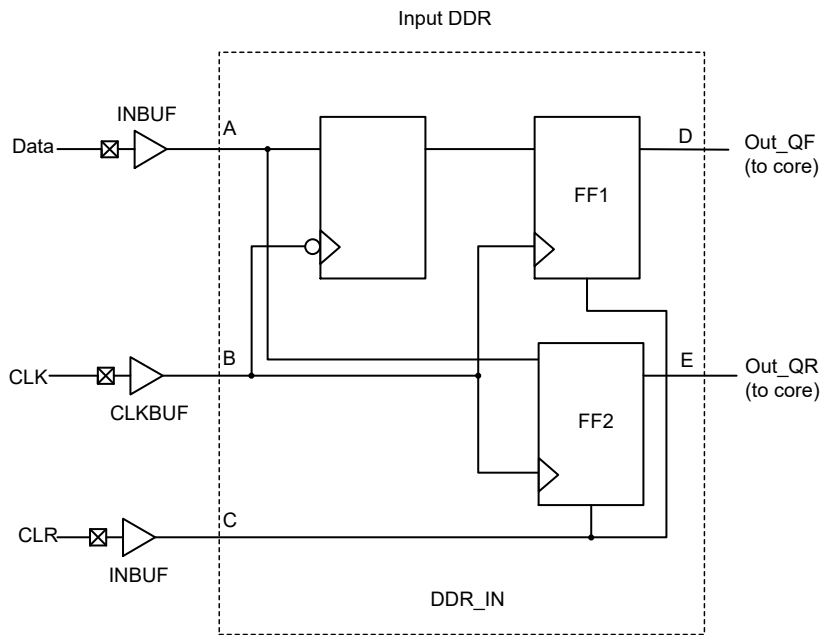 Input DDR
INBUF
A
D
Data
Out_QF
(to core)
FF1
B
E
CLK
Out_QR
(to core)
CLKBUF
FF2
C
CLR
INBUF
DDR_IN